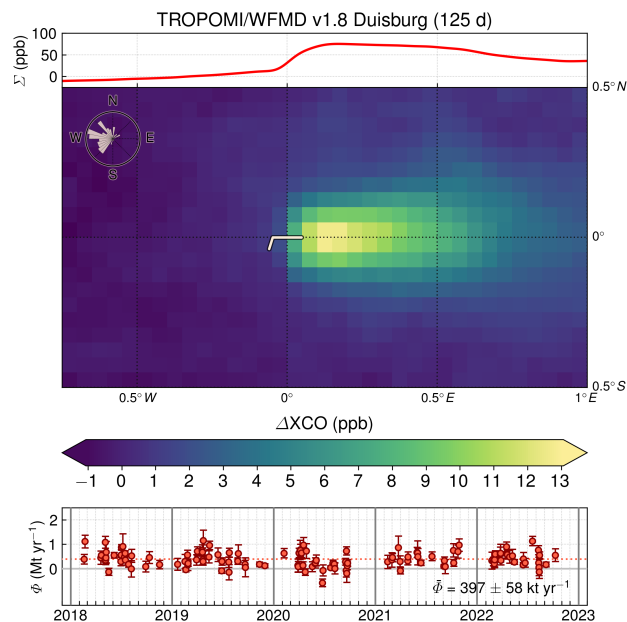 TROPOMI/WFMD v1.8 Duisburg (125 d)
Σ (ppb)
100
50
0
N
W E
S
0.5°N
0°
0.5°S
0.5°W 0° 0.5°E 1°E
ΔXCO (ppb)
−1 0 1 2 3 4 5 6 7 8 9 10 11 12 13
Φ (Mt yr⁻¹)
2
1
0
Φ̄ = 397 ± 58 kt yr⁻¹
2018 2019 2020 2021 2022 2023